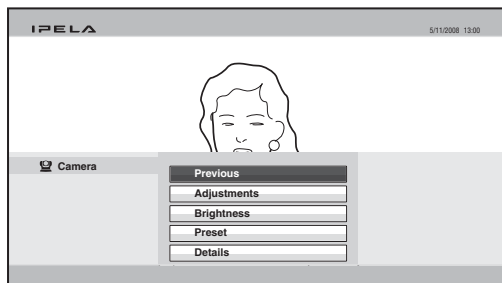 IPELA
5/11/2008 13:00
Camera
Previous
Adjustments
Brightness
Preset
Details